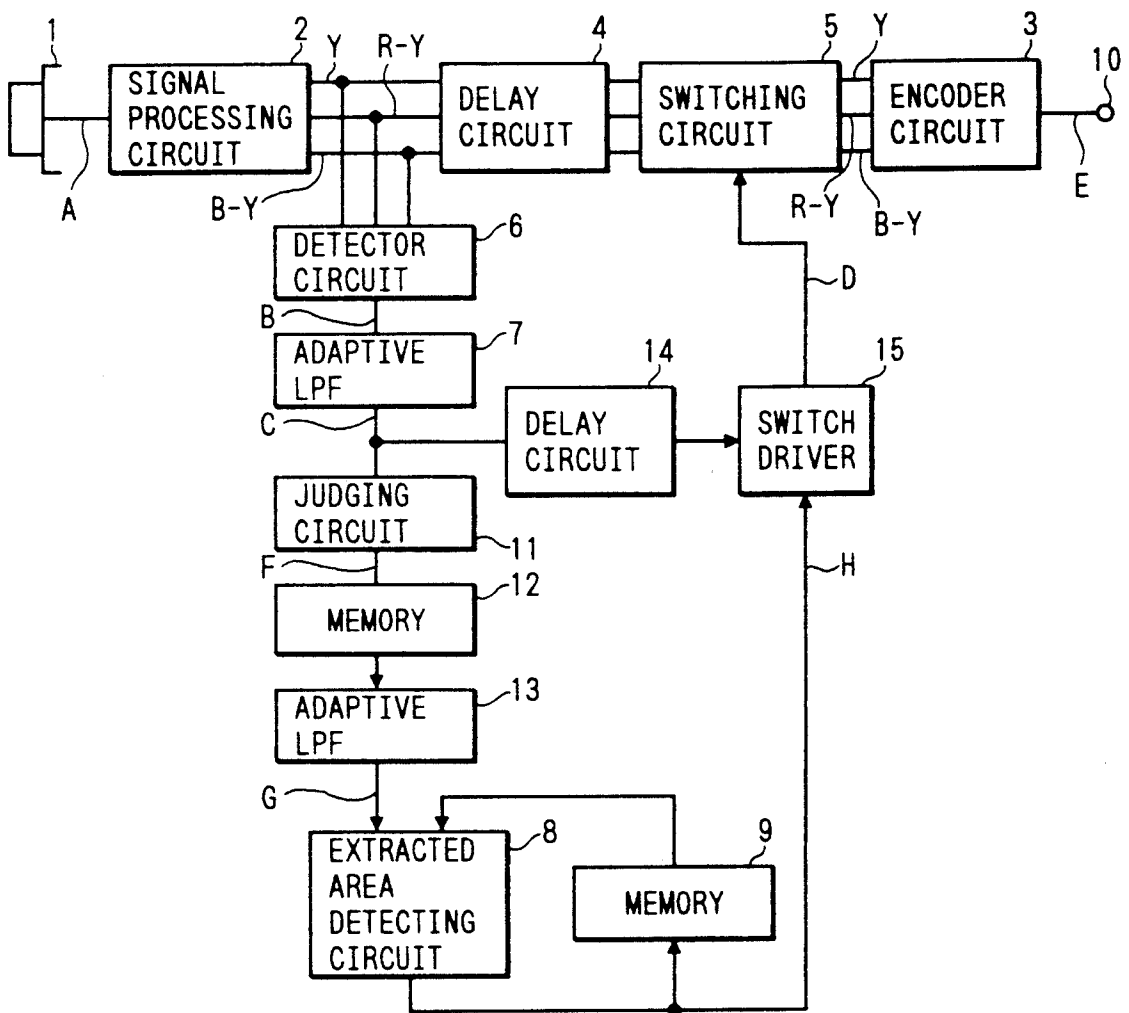 1
A
2
SIGNAL
PROCESSING
CIRCUIT
Y
R-Y
B-Y
4
DELAY
CIRCUIT
5
SWITCHING
CIRCUIT
Y
R-Y
B-Y
3
ENCODER
CIRCUIT
10
E
6
DETECTOR
CIRCUIT
B
7
ADAPTIVE
LPF
C
14
DELAY
CIRCUIT
15
SWITCH
DRIVER
D
JUDGING
CIRCUIT
11
F
12
MEMORY
H
13
ADAPTIVE
LPF
G
8
EXTRACTED
AREA
DETECTING
CIRCUIT
9
MEMORY